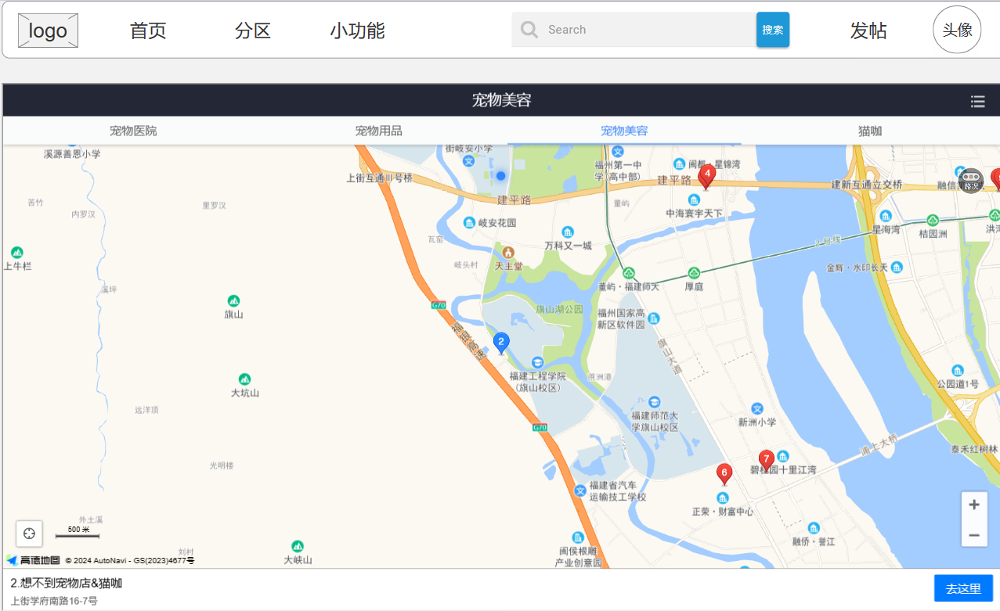 logo
首页
分区
小功能
Search
搜索
发帖
头像
宠物美容
宠物医院
宠物用品
宠物美容
猫咖
溪源善恩小学
街岐安小学
上街互通Ⅲ号桥
建平路
福州第一中
学(高中部)
闽都·星锦湾
4
建平路
建新互通立交桥
路况
苦竹
内罗汉
里罗汉
董屿
中海寰宇天下
岐安花园
瓦窑
万科又一城
星海湾
桔园洲
2号线
上牛栏
岐头村
天主堂
金辉·水印长天
溪坪
董屿·福建师大
厚庭
旗山
G70
旗山湖公园
福州国家高
新区软件园
福银高速
2
旗山大道
福建工程学院
(旗山校区)
蔗洲港
公园道1号
大坑山
远洋顶
福建师范大
学旗山校区
新洲小学
G70
浦上大桥
泰禾红树林
光明楼
7
碧桂园十里江湾
6
福建省汽车
运输技工学校
正荣·财富中心
外土溪
500 米
融侨·誉江
刘村
大峡山
闽侯根雕
产业创意园
高德地图
© 2024 AutoNavi - GS(2023)4677号
2.想不到宠物店&猫咖
上街学府南路16-7号
去这里